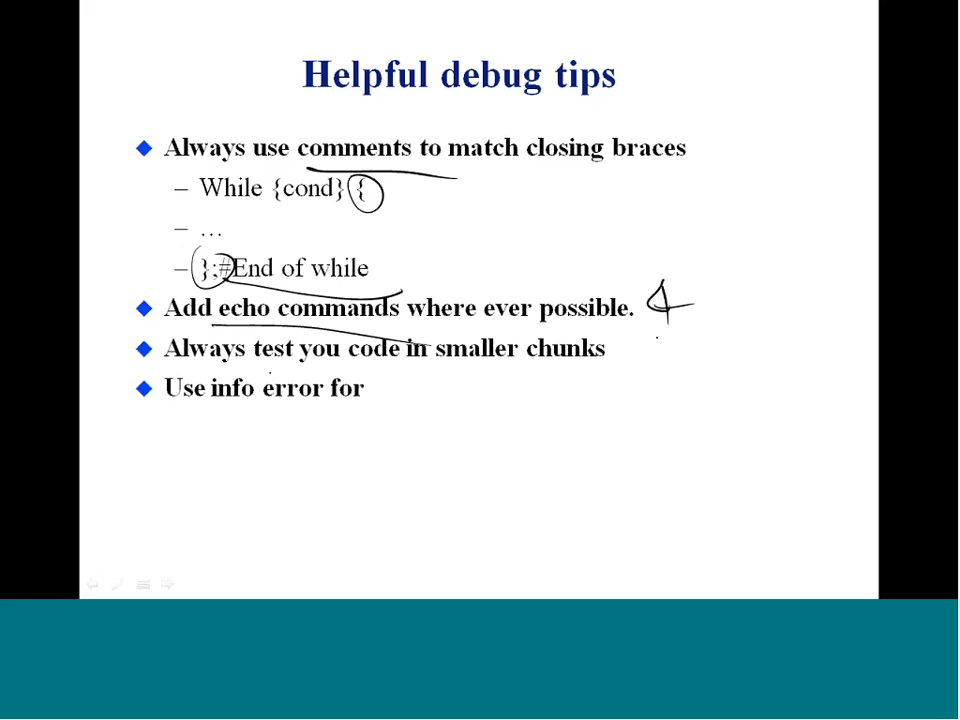 Helpful debug tips
Always use comments to match closing braces
– While {cond} {
– …
– };#End of while
Add echo commands where ever possible.
Always test you code in smaller chunks
Use info error for